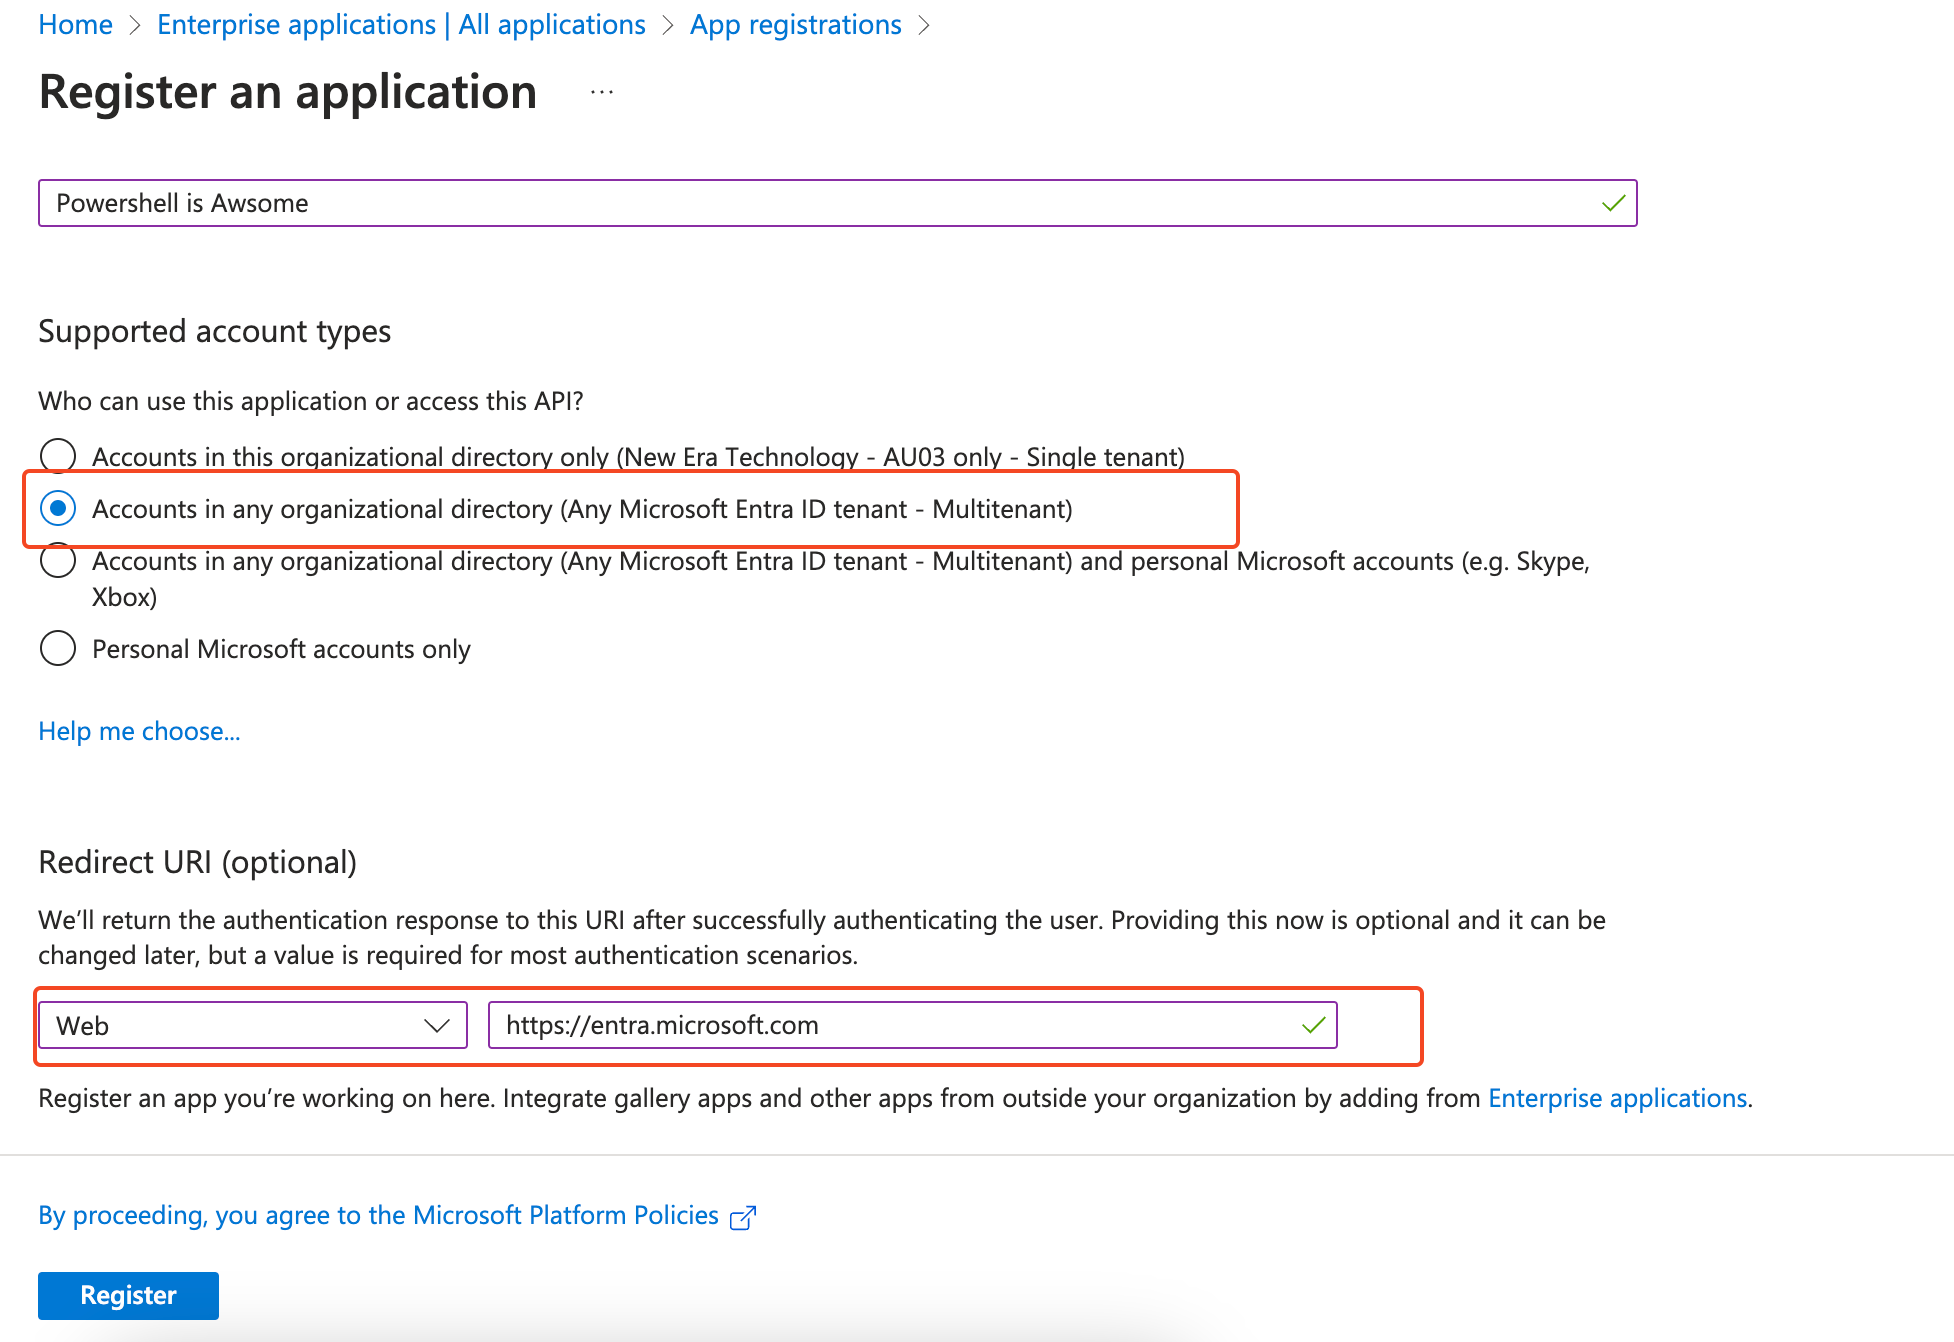 Home > Enterprise applications | All applications > App registrations >
Register an application ...
Powershell is Awsome
Supported account types
Who can use this application or access this API?
Accounts in this organizational directory only (New Era Technology - AU03 only - Single tenant)
Accounts in any organizational directory (Any Microsoft Entra ID tenant - Multitenant)
Accounts in any organizational directory (Any Microsoft Entra ID tenant - Multitenant) and personal Microsoft accounts (e.g. Skype,
Xbox)
Personal Microsoft accounts only
Help me choose...
Redirect URI (optional)
We’ll return the authentication response to this URI after successfully authenticating the user. Providing this now is optional and it can be
changed later, but a value is required for most authentication scenarios.
Web https://entra.microsoft.com
Register an app you’re working on here. Integrate gallery apps and other apps from outside your organization by adding from Enterprise applications.
By proceeding, you agree to the Microsoft Platform Policies
Register